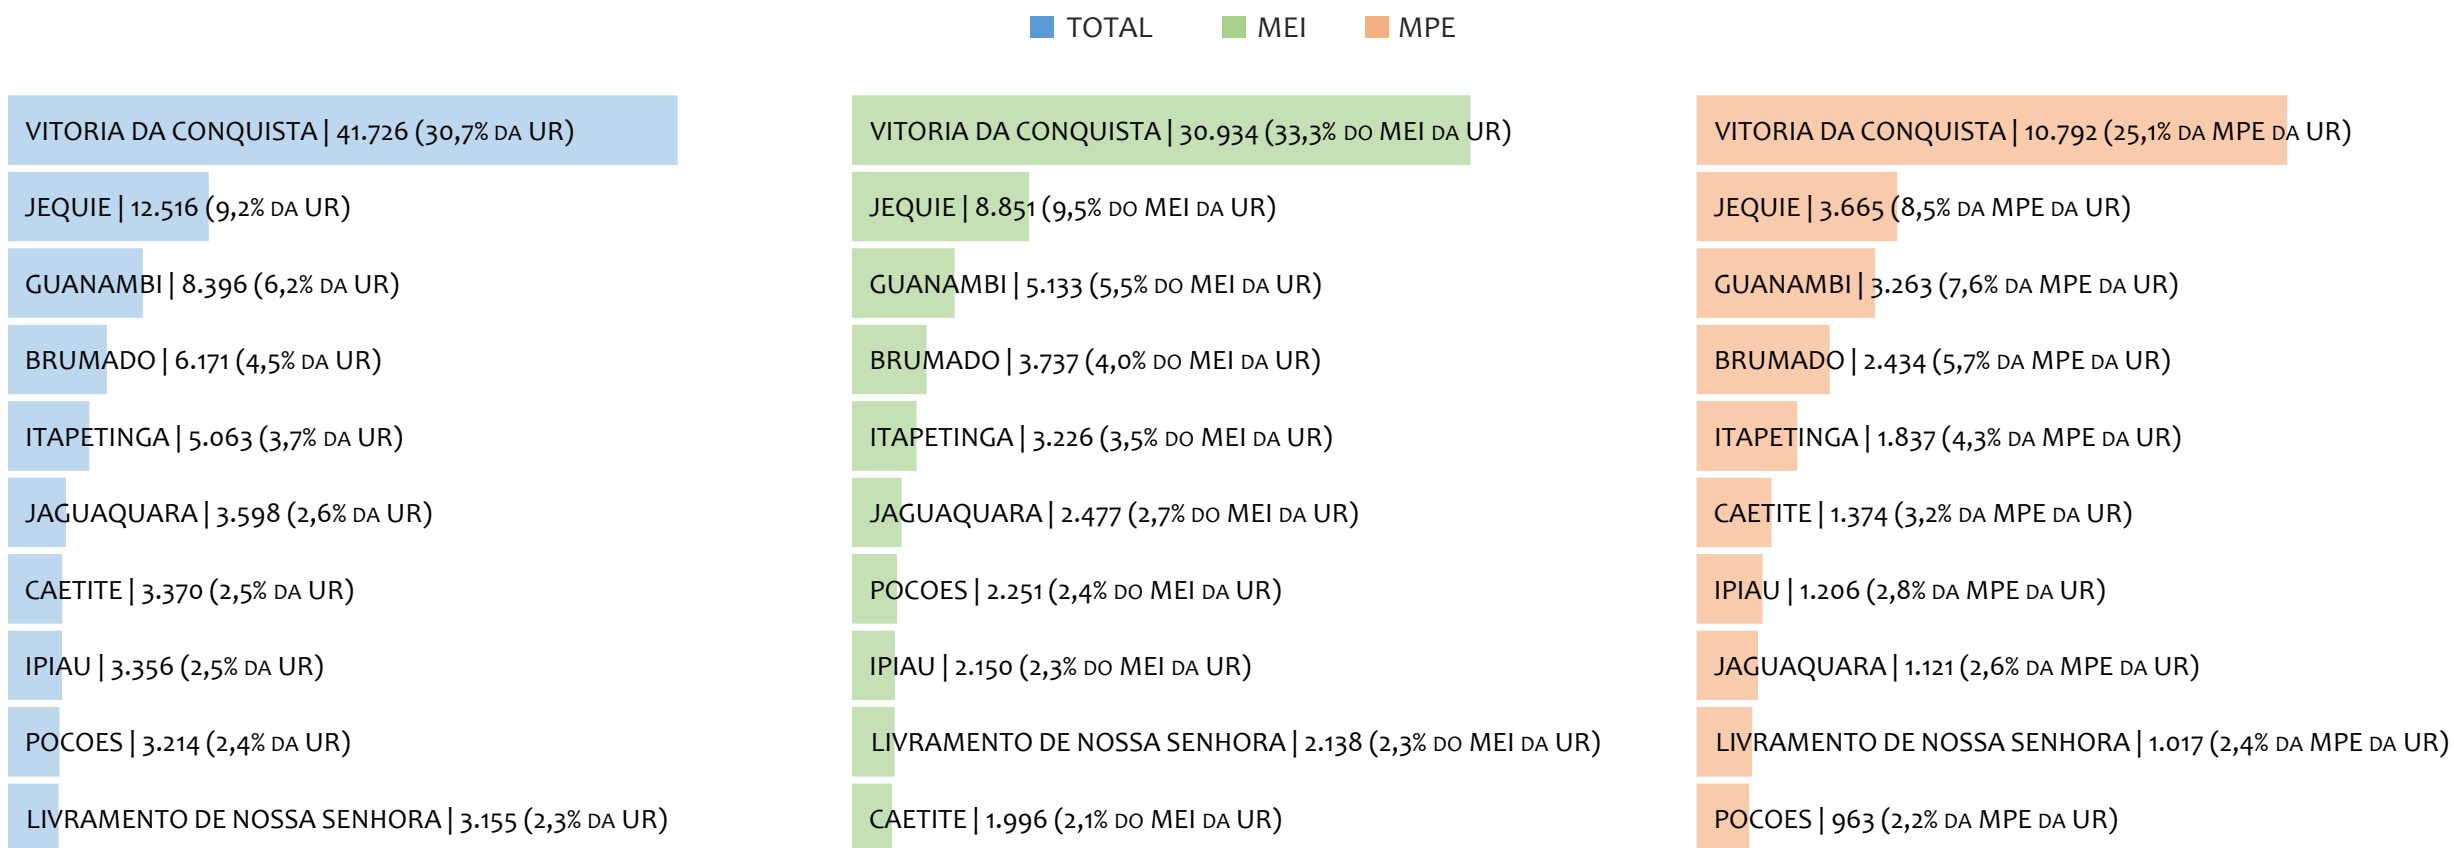 TOTAL MEI MPE
VITORIA DA CONQUISTA | 41.726 (30,7% DA UR)
JEQUIE | 12.516 (9,2% DA UR)
GUANAMBI | 8.396 (6,2% DA UR)
BRUMADO | 6.171 (4,5% DA UR)
ITAPETINGA | 5.063 (3,7% DA UR)
JAGUAQUARA | 3.598 (2,6% DA UR)
CAETITE | 3.370 (2,5% DA UR)
IPIAU | 3.356 (2,5% DA UR)
POCOES | 3.214 (2,4% DA UR)
LIVRAMENTO DE NOSSA SENHORA | 3.155 (2,3% DA UR)
VITORIA DA CONQUISTA | 30.934 (33,3% DO MEI DA UR)
JEQUIE | 8.851 (9,5% DO MEI DA UR)
GUANAMBI | 5.133 (5,5% DO MEI DA UR)
BRUMADO | 3.737 (4,0% DO MEI DA UR)
ITAPETINGA | 3.226 (3,5% DO MEI DA UR)
JAGUAQUARA | 2.477 (2,7% DO MEI DA UR)
POCOES | 2.251 (2,4% DO MEI DA UR)
IPIAU | 2.150 (2,3% DO MEI DA UR)
LIVRAMENTO DE NOSSA SENHORA | 2.138 (2,3% DO MEI DA UR)
CAETITE | 1.996 (2,1% DO MEI DA UR)
VITORIA DA CONQUISTA | 10.792 (25,1% DA MPE DA UR)
JEQUIE | 3.665 (8,5% DA MPE DA UR)
GUANAMBI | 3.263 (7,6% DA MPE DA UR)
BRUMADO | 2.434 (5,7% DA MPE DA UR)
ITAPETINGA | 1.837 (4,3% DA MPE DA UR)
CAETITE | 1.374 (3,2% DA MPE DA UR)
IPIAU | 1.206 (2,8% DA MPE DA UR)
JAGUAQUARA | 1.121 (2,6% DA MPE DA UR)
LIVRAMENTO DE NOSSA SENHORA | 1.017 (2,4% DA MPE DA UR)
POCOES | 963 (2,2% DA MPE DA UR)